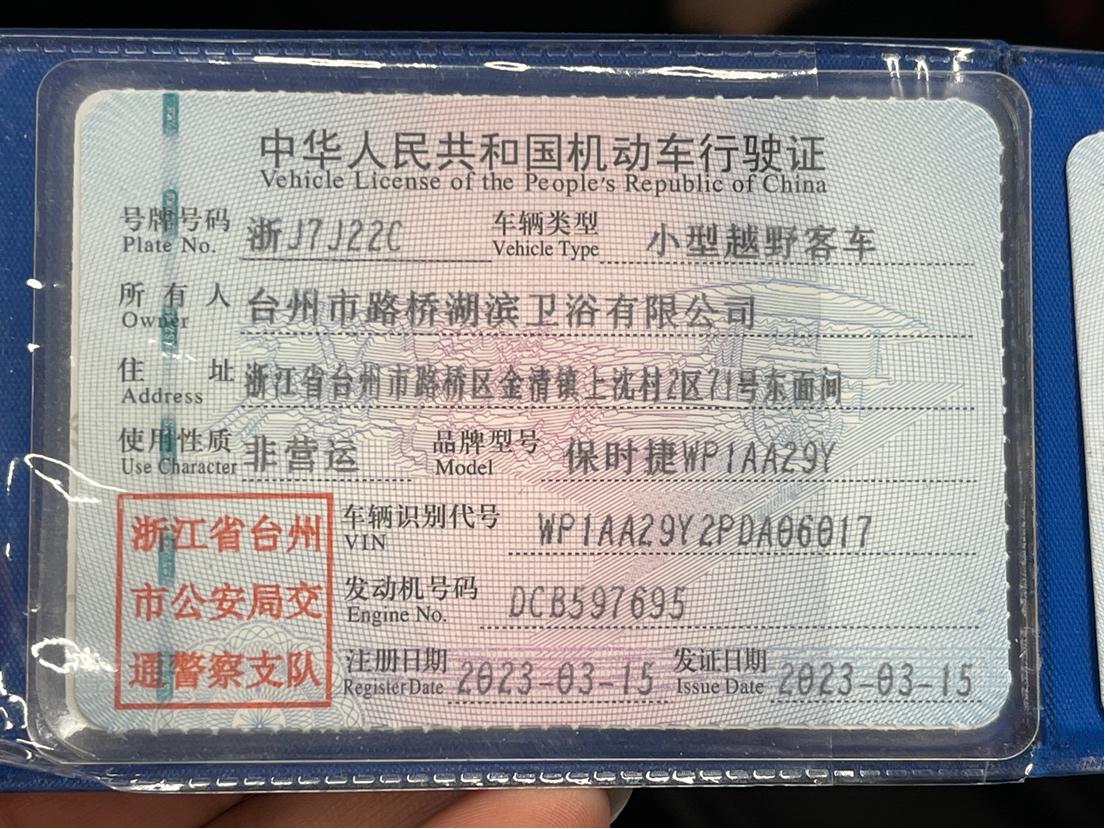 中华人民共和国机动车行驶证
Vehicle License of the People's Republic of China
号牌号码 浙J7J22C 车辆类型 小型越野客车
Plate No. Vehicle Type
所有人 台州市路桥湖滨卫浴有限公司
Owner
住址 浙江省台州市路桥区金清镇上沈村2区71号东面间
Address
使用性质 非营运 品牌型号 保时捷WP1AA29Y
Use Character Model
浙江省台州
市公安局交
通警察支队
车辆识别代号 WP1AA29Y2PDA06017
VIN
发动机号码 DCB597695
Engine No.
注册日期 2023-03-15 发证日期 2023-03-15
Register Date Issue Date